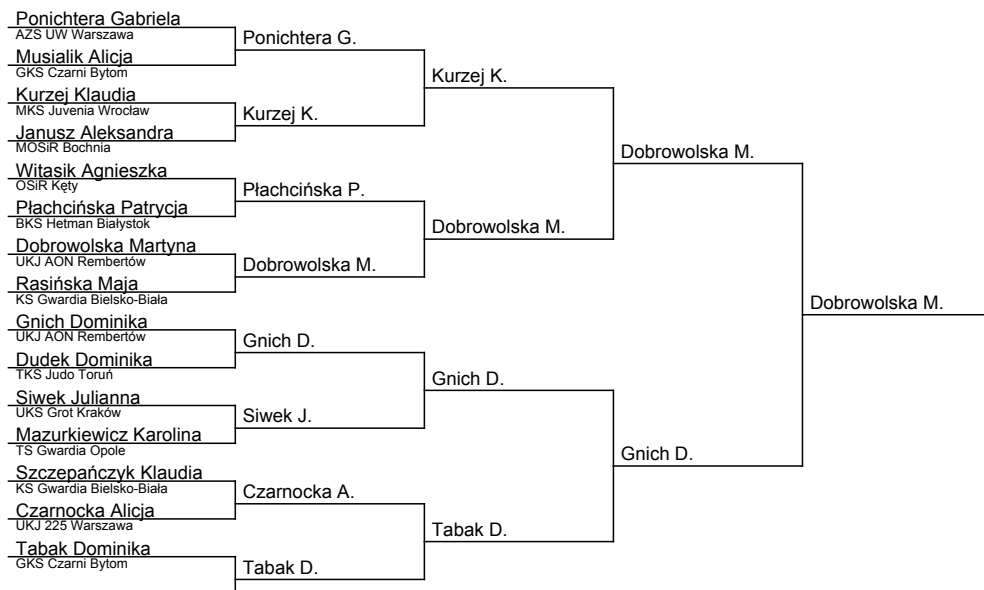 Ponichtera Gabriela
AZS UW Warszawa
Musialik Alicja
GKS Czarni Bytom
Kurzej Klaudia
MKS Juvenia Wrocław
Janusz Aleksandra
MOSiR Bochnia
Witasik Agnieszka
OSiR Kęty
Płachcińska Patrycja
BKS Hetman Białystok
Dobrowolska Martyna
UKJ AON Rembertów
Rasińska Maja
KS Gwardia Bielsko-Biała
Gnich Dominika
UKJ AON Rembertów
Dudek Dominika
TKS Judo Toruń
Siwek Julianna
UKS Grot Kraków
Mazurkiewicz Karolina
TS Gwardia Opole
Szczepańczyk Klaudia
KS Gwardia Bielsko-Biała
Czarnocka Alicja
UKJ 225 Warszawa
Tabak Dominika
GKS Czarni Bytom
Ponichtera G.
Kurzej K.
Płachcińska P.
Dobrowolska M.
Gnich D.
Siwek J.
Czarnocka A.
Tabak D.
Kurzej K.
Dobrowolska M.
Gnich D.
Tabak D.
Dobrowolska M.
Gnich D.
Dobrowolska M.